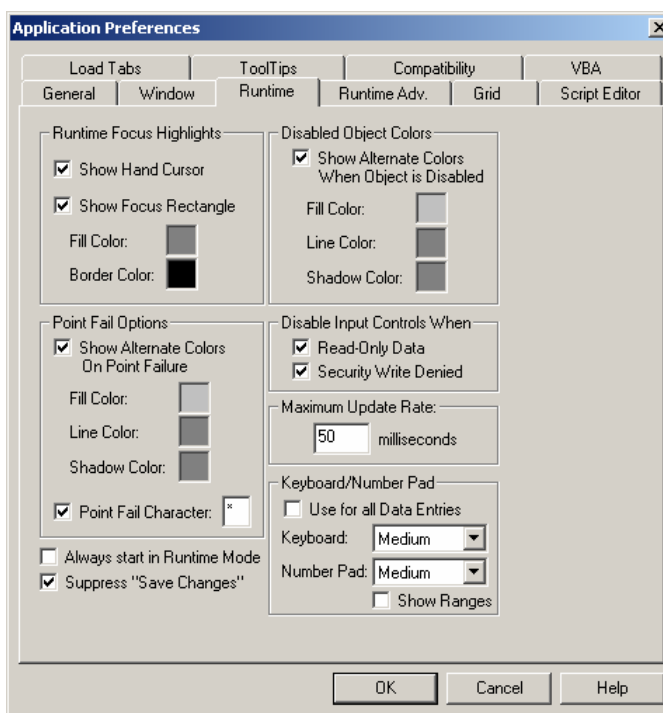 Application Preferences
Load Tabs ToolTips Compatibility VBA
General Window Runtime Runtime Adv. Grid Script Editor
Runtime Focus Highlights
Show Hand Cursor
Show Focus Rectangle
Fill Color:
Border Color:
Disabled Object Colors
Show Alternate Colors
When Object is Disabled
Fill Color:
Line Color:
Shadow Color:
Point Fail Options
Show Alternate Colors
On Point Failure
Fill Color:
Line Color:
Shadow Color:
Point Fail Character: *
Always start in Runtime Mode
Suppress "Save Changes"
Disable Input Controls When
Read-Only Data
Security Write Denied
Maximum Update Rate:
50 milliseconds
Keyboard/Number Pad
Use for all Data Entries
Keyboard: Medium
Number Pad: Medium
Show Ranges
OK Cancel Help